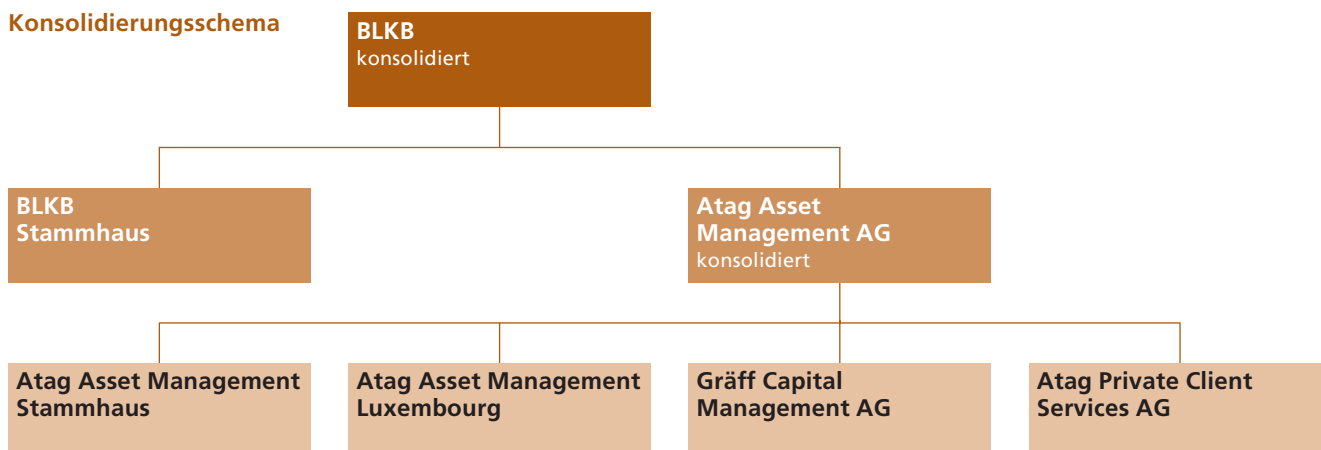 Konsolidierungsschema
BLKB
konsolidiert
BLKB
Stammhaus
Atag Asset
Management AG
konsolidiert
Atag Asset Management
Stammhaus
Atag Asset Management
Luxembourg
Gräff Capital
Management AG
Atag Private Client
Services AG